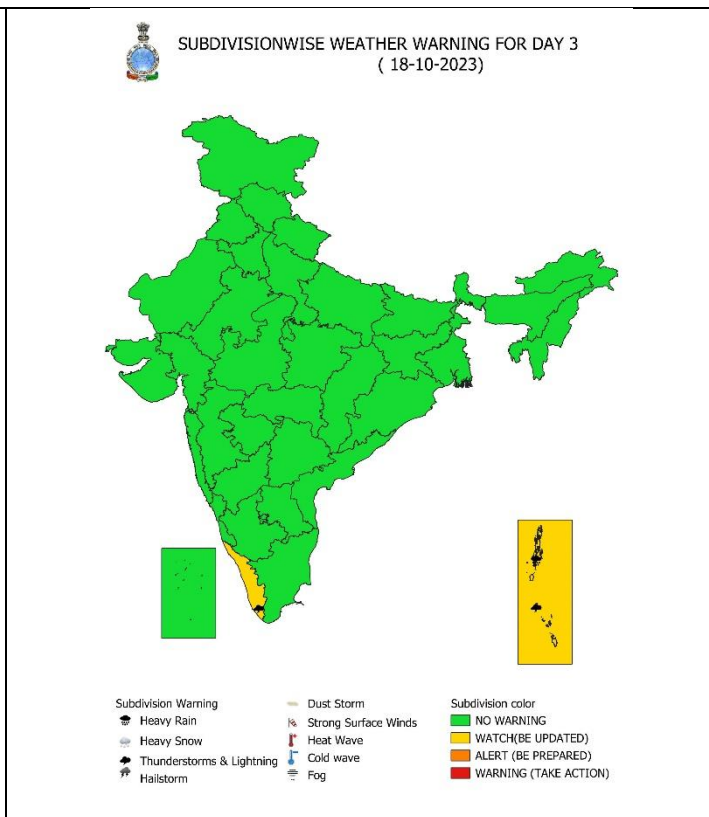 SUBDIVISIONWISE WEATHER WARNING FOR DAY 3
( 18-10-2023)
Subdivision Warning
Heavy Rain
Heavy Snow
Thunderstorms & Lightning
Hailstorm
Dust Storm
Strong Surface Winds
Heat Wave
Cold wave
Fog
Subdivision color
NO WARNING
WATCH(BE UPDATED)
ALERT (BE PREPARED)
WARNING (TAKE ACTION)